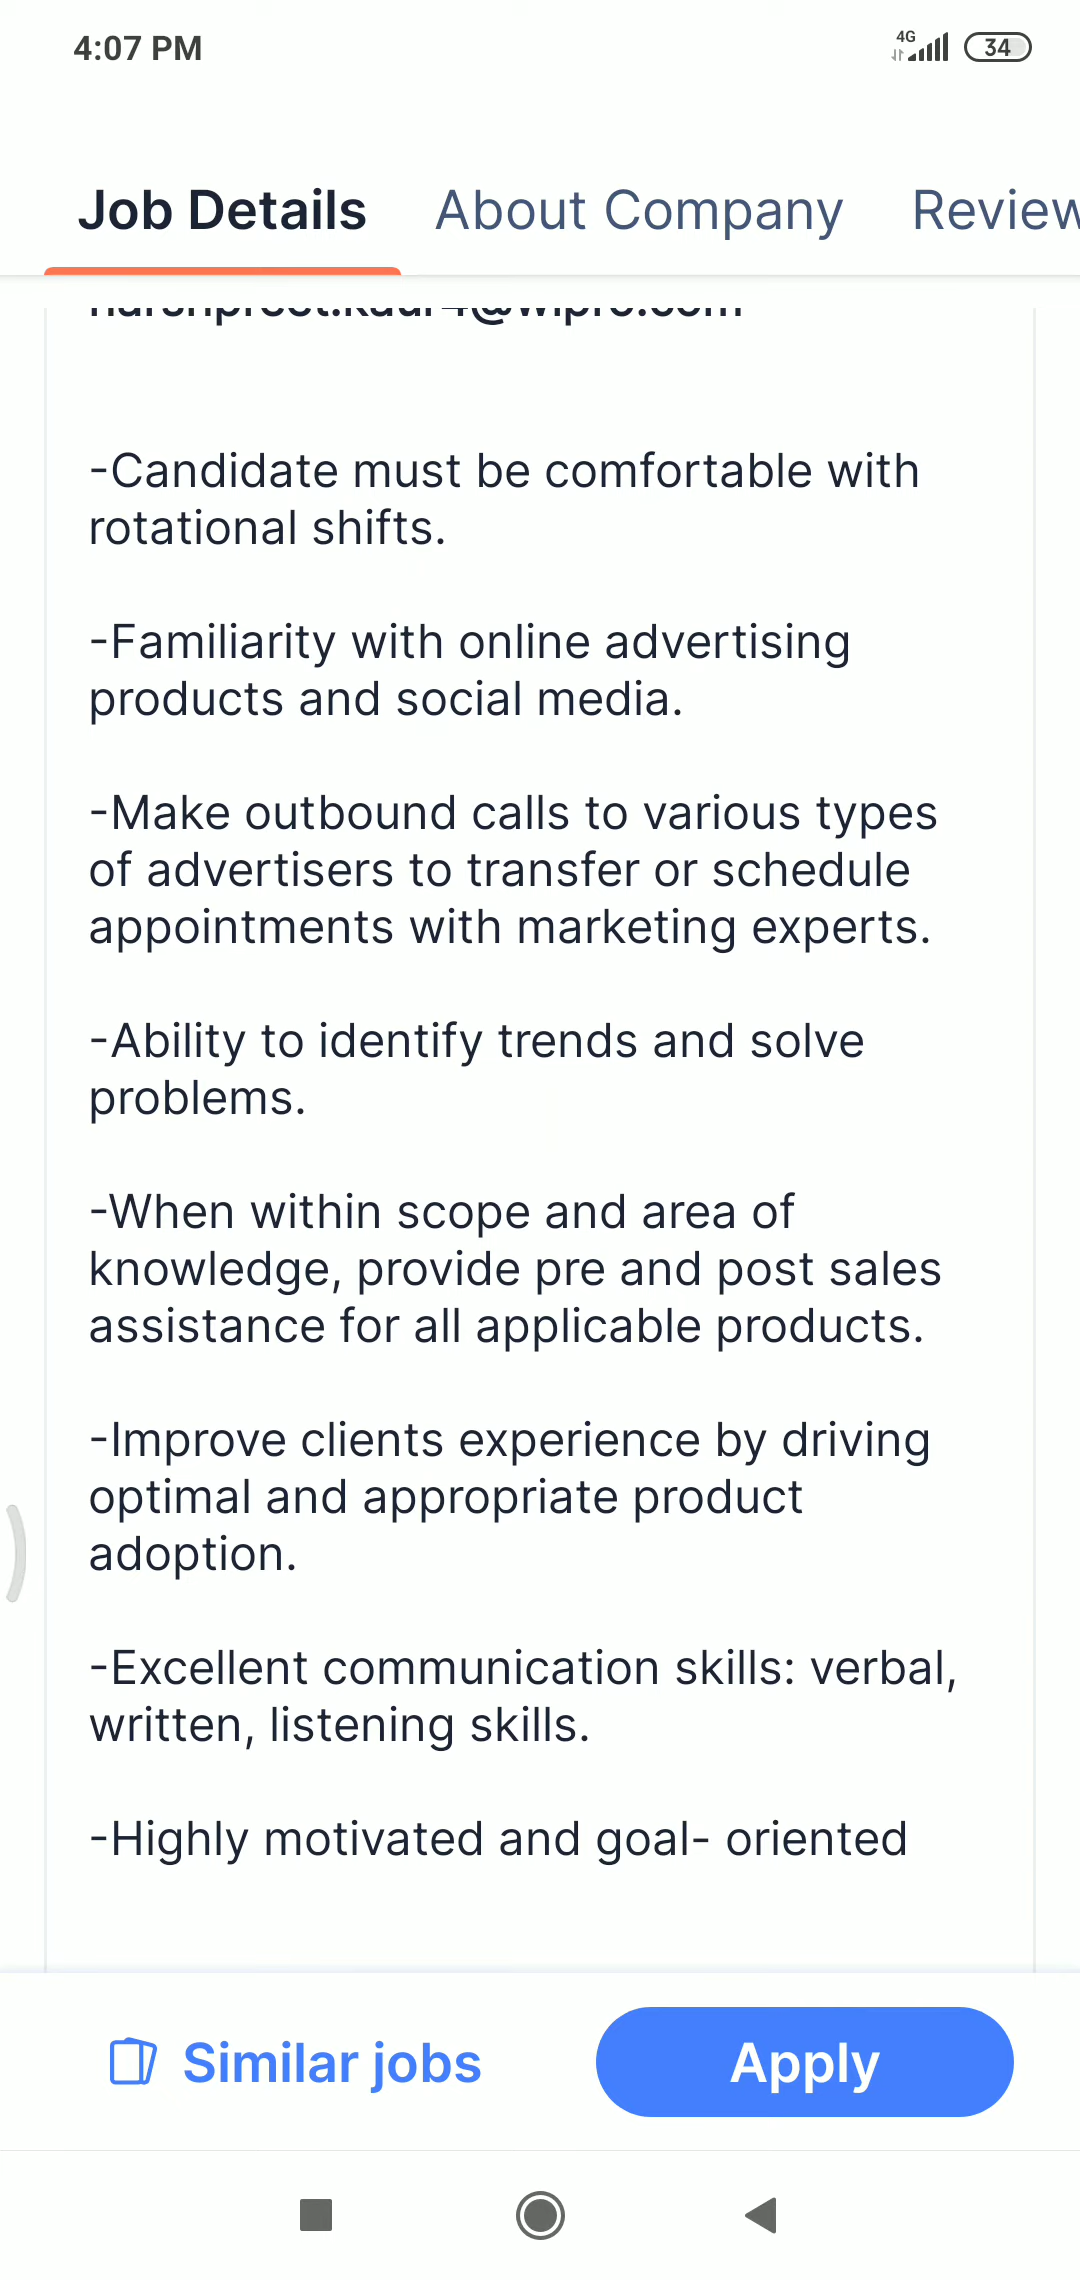 4:07 PM
4G
34
Job Details
About Company
Review
-Candidate must be comfortable with
rotational shifts.
-Familiarity with online advertising
products and social media.
-Make outbound calls to various types
of advertisers to transfer or schedule
appointments with marketing experts.
-Ability to identify trends and solve
problems.
-When within scope and area of
knowledge, provide pre and post sales
assistance for all applicable products.
-Improve clients experience by driving
optimal and appropriate product
adoption.
-Excellent communication skills: verbal,
written, listening skills.
-Highly motivated and goal- oriented
Similar jobs
Apply